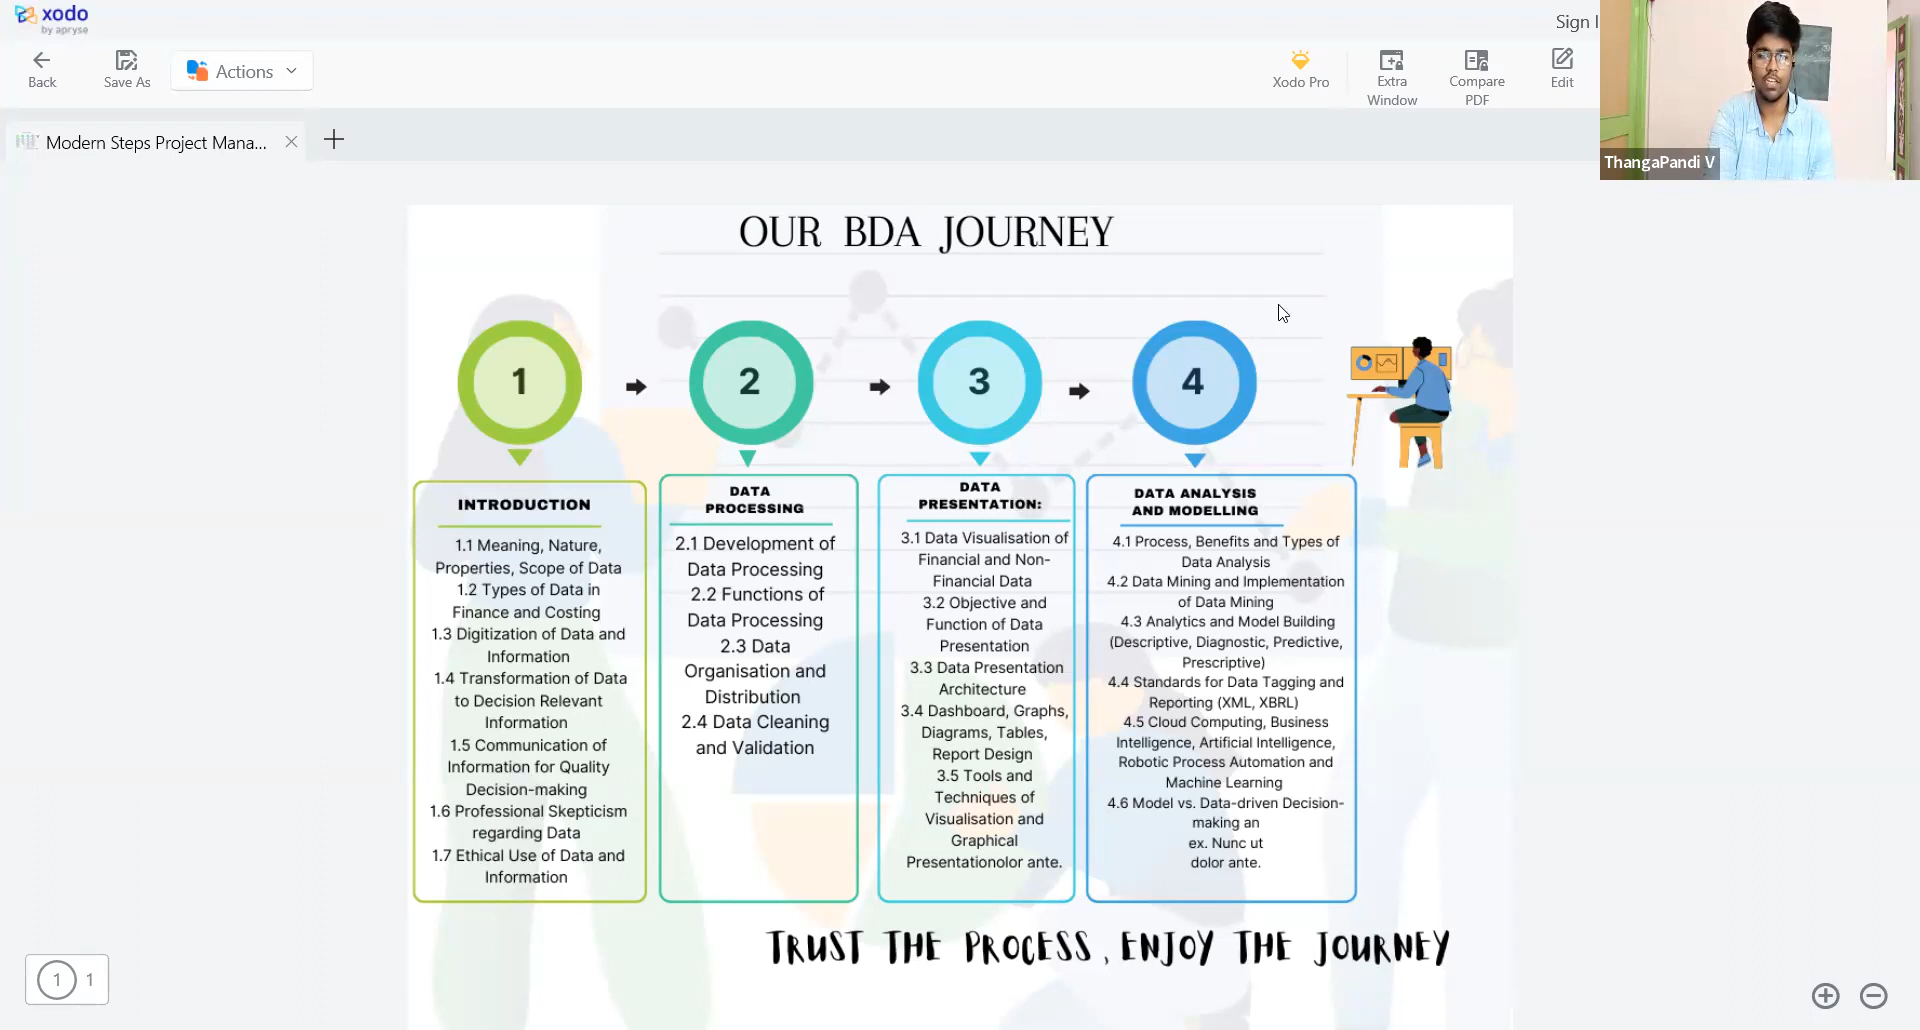 xodo
by apryse
Sign I
Back
Save As
Actions
Xodo Pro
Extra
Window
Compare
PDF
Edit
Modern Steps Project Mana...
ThangaPandi V
OUR BDA JOURNEY
1
2
3
4
INTRODUCTION
1.1 Meaning, Nature,
Properties, Scope of Data
1.2 Types of Data in
Finance and Costing
1.3 Digitization of Data and
Information
1.4 Transformation of Data
to Decision Relevant
Information
1.5 Communication of
Information for Quality
Decision-making
1.6 Professional Skepticism
regarding Data
1.7 Ethical Use of Data and
Information
DATA
PROCESSING
2.1 Development of
Data Processing
2.2 Functions of
Data Processing
2.3 Data
Organisation and
Distribution
2.4 Data Cleaning
and Validation
DATA
PRESENTATION:
3.1 Data Visualisation of
Financial and Non-
Financial Data
3.2 Objective and
Function of Data
Presentation
3.3 Data Presentation
Architecture
3.4 Dashboard, Graphs,
Diagrams, Tables,
Report Design
3.5 Tools and
Techniques of
Visualisation and
Graphical
Presentationolor ante.
DATA ANALYSIS
AND MODELLING
4.1 Process, Benefits and Types of
Data Analysis
4.2 Data Mining and Implementation
of Data Mining
4.3 Analytics and Model Building
(Descriptive, Diagnostic, Predictive,
Prescriptive)
4.4 Standards for Data Tagging and
Reporting (XML, XBRL)
4.5 Cloud Computing, Business
Intelligence, Artificial Intelligence,
Robotic Process Automation and
Machine Learning
4.6 Model vs. Data-driven Decision-
making an
ex. Nunc ut
dolor ante.
TRUST THE PROCESS, ENJOY THE JOURNEY
1 1